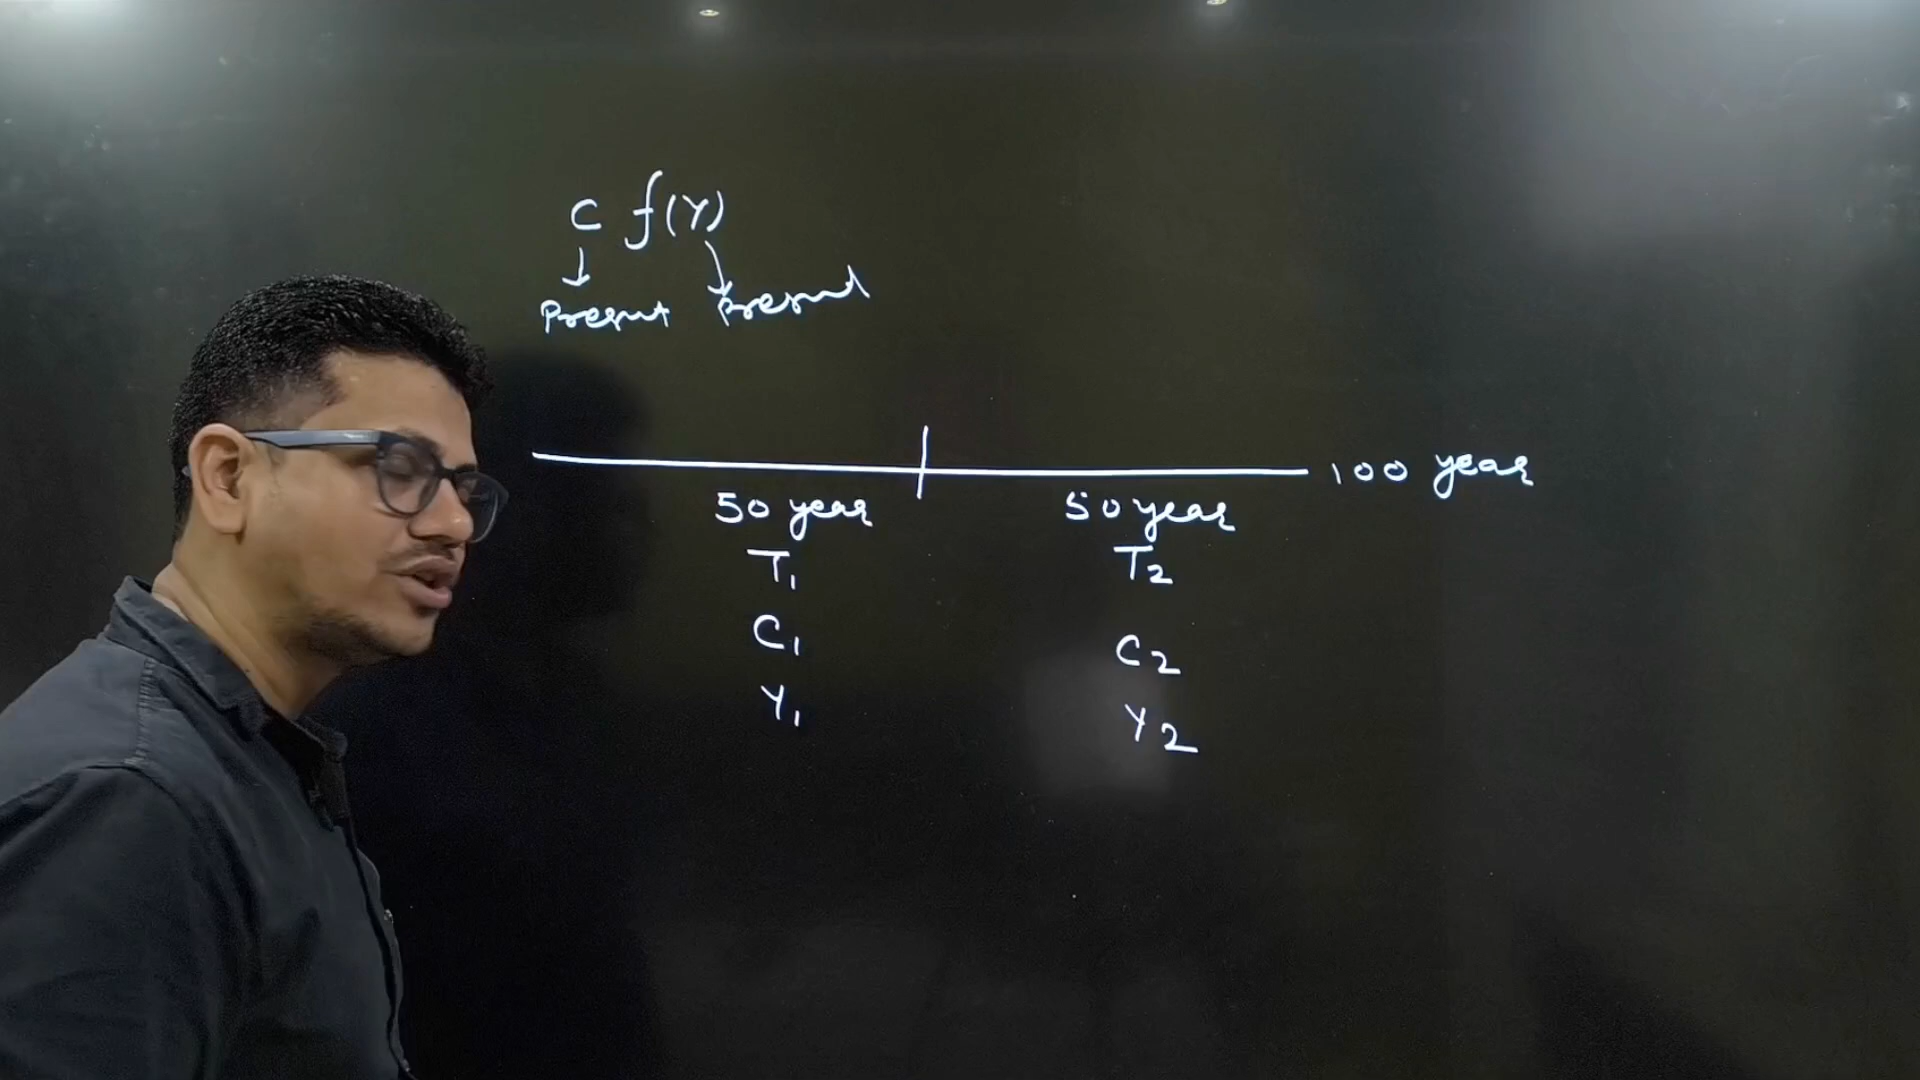 C f(Y)
↓ ↓
Present Present
100 year
50 year 50 year
T1 T2
C1 C2
Y1 Y2